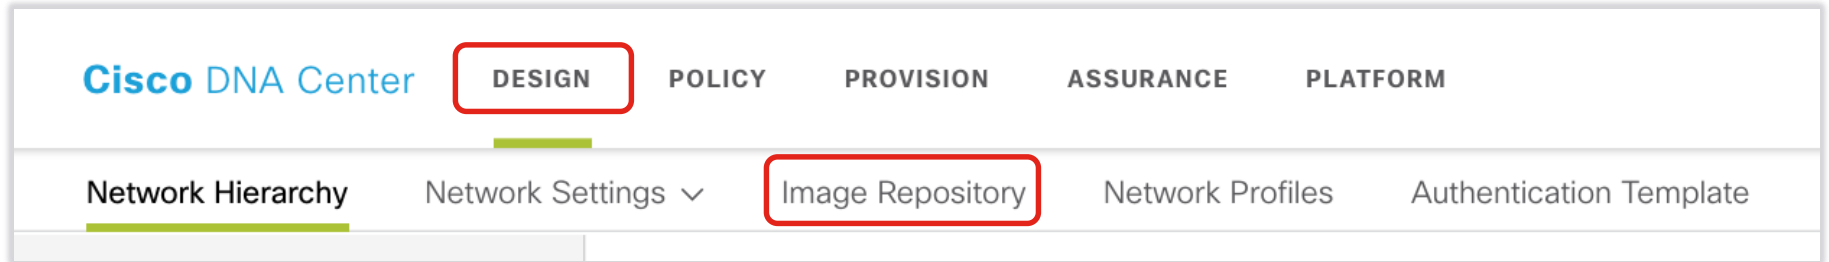 Cisco DNA Center DESIGN POLICY PROVISION ASSURANCE PLATFORM
Network Hierarchy Network Settings Image Repository Network Profiles Authentication Template